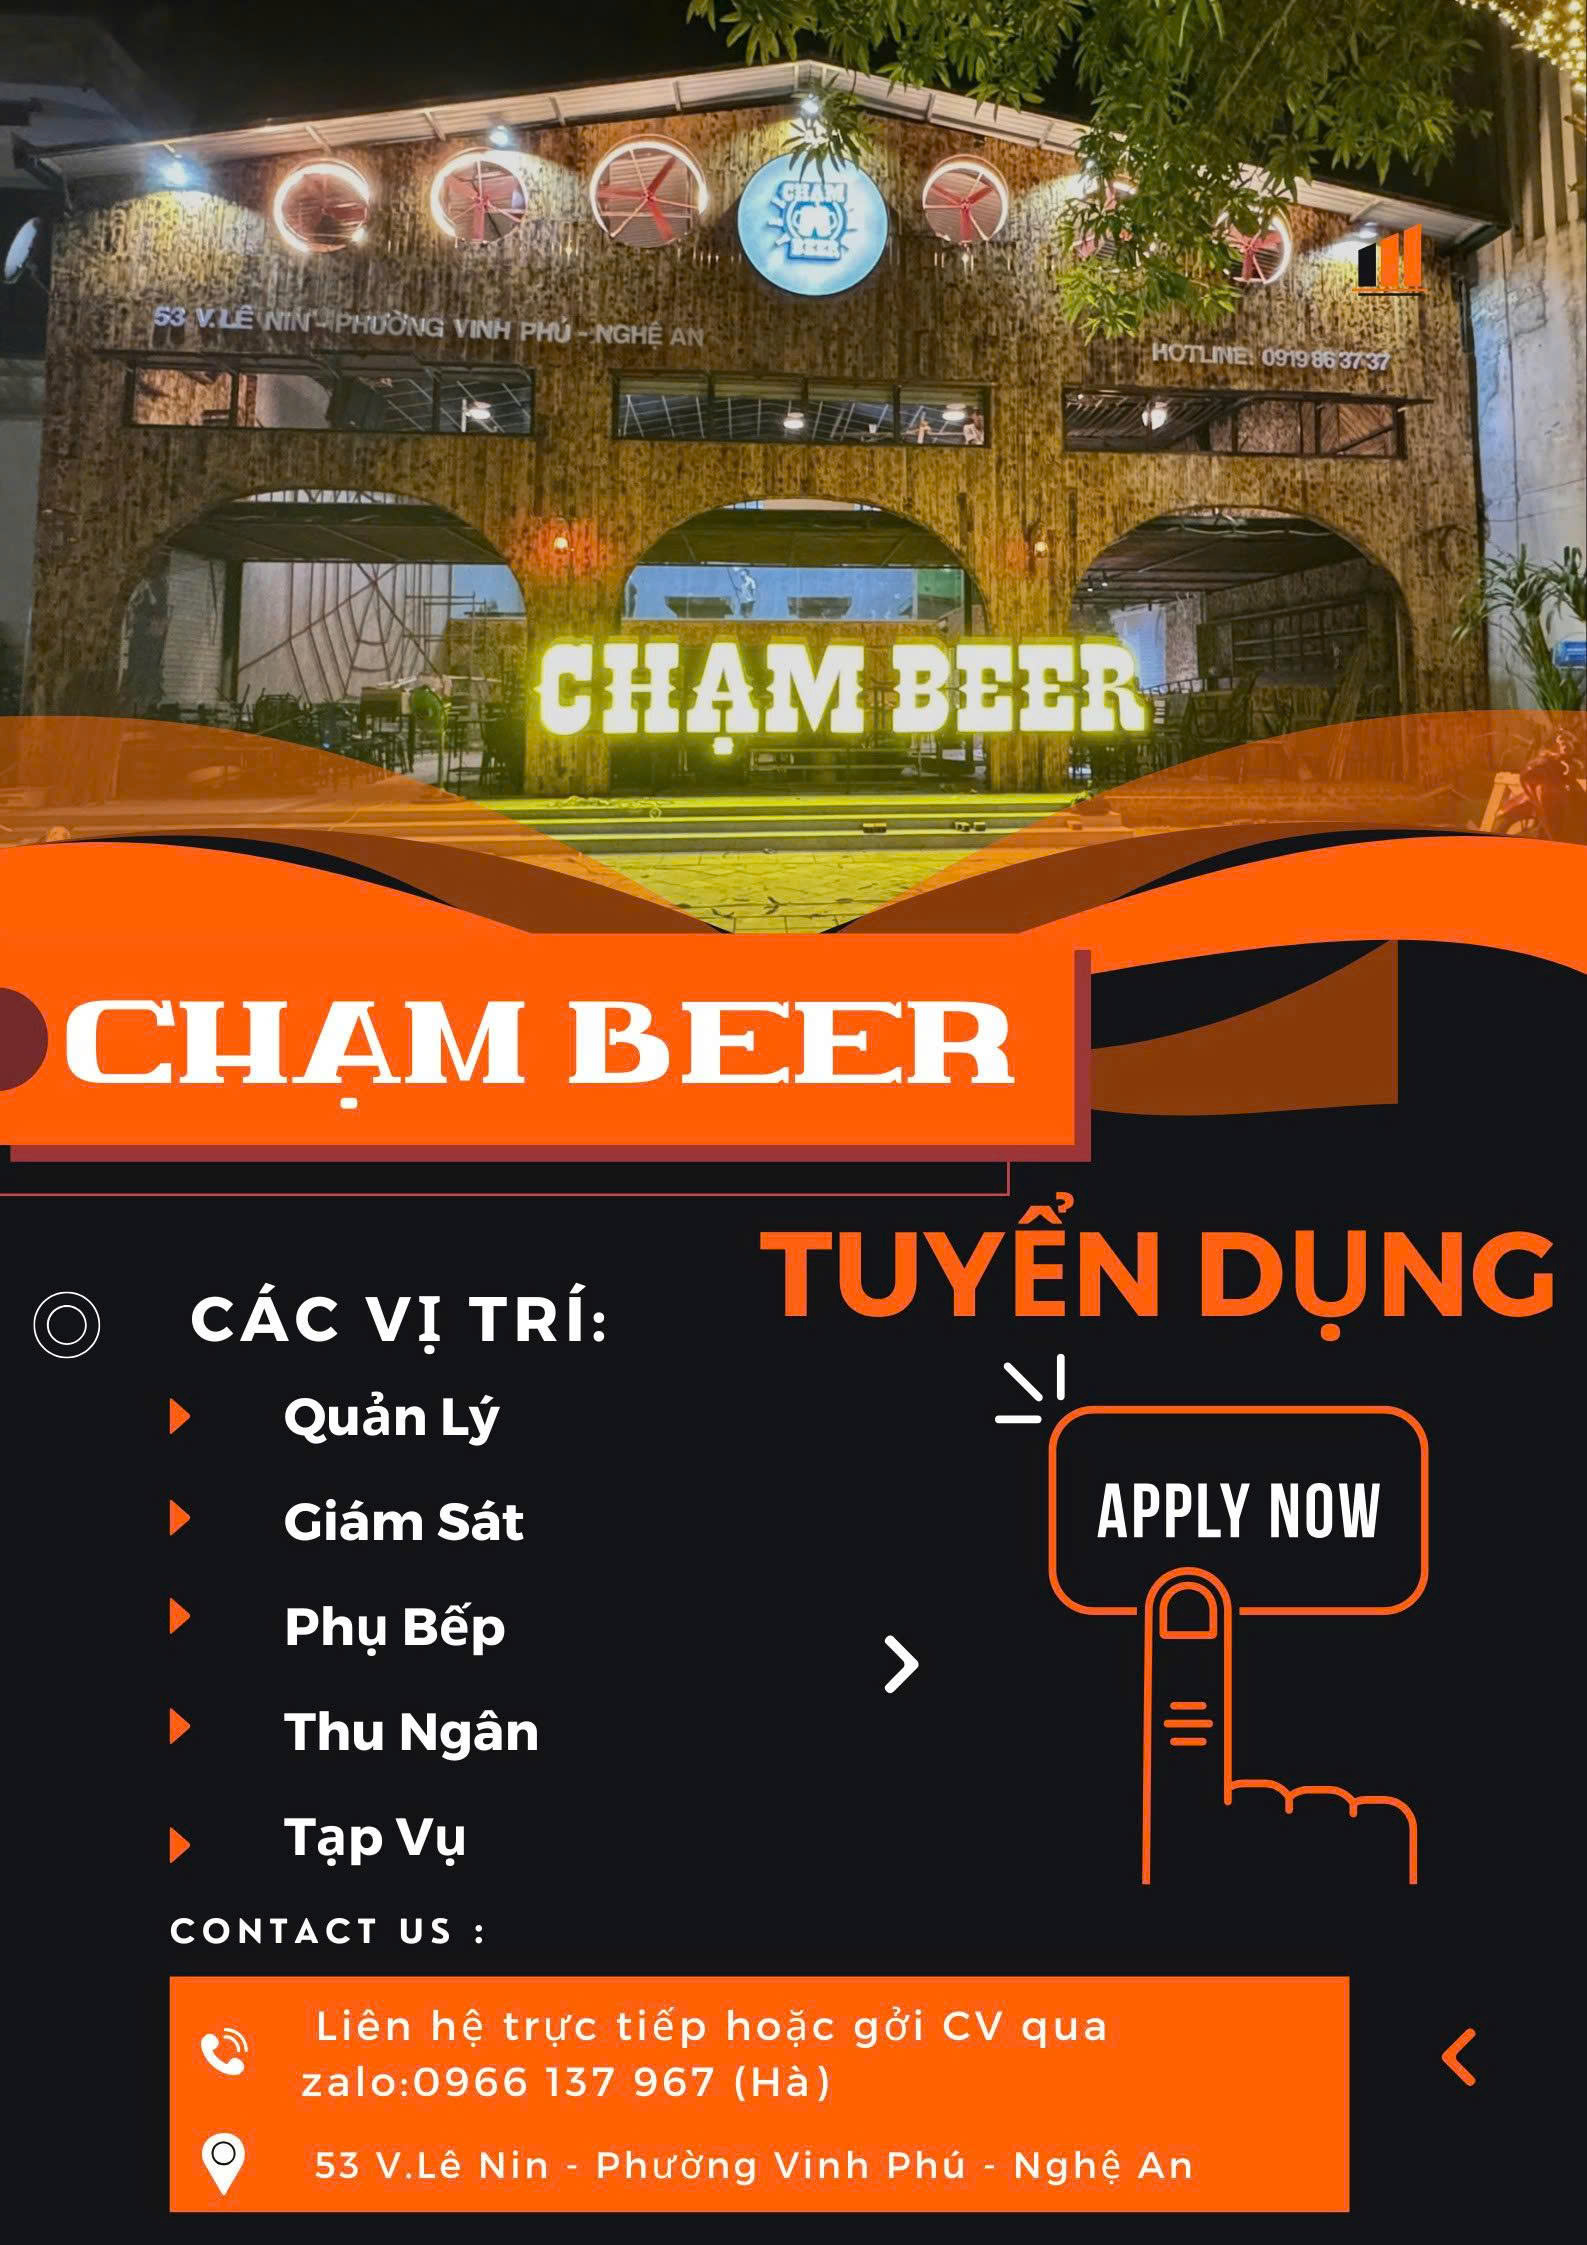 CHẠM
BEER
53 V.LÊ NIN - PHƯỜNG VINH PHÚ - NGHỆ AN
HOTLINE: 0919 86 37 37
CHẠM BEER
CHẠM BEER
TUYỂN DỤNG
CÁC VỊ TRÍ:
Quản Lý
Giám Sát
Phụ Bếp
Thu Ngân
Tạp Vụ
APPLY NOW
CONTACT US :
Liên hệ trực tiếp hoặc gởi CV qua
zalo:0966 137 967 (Hà)
53 V.Lê Nin - Phường Vinh Phú - Nghệ An